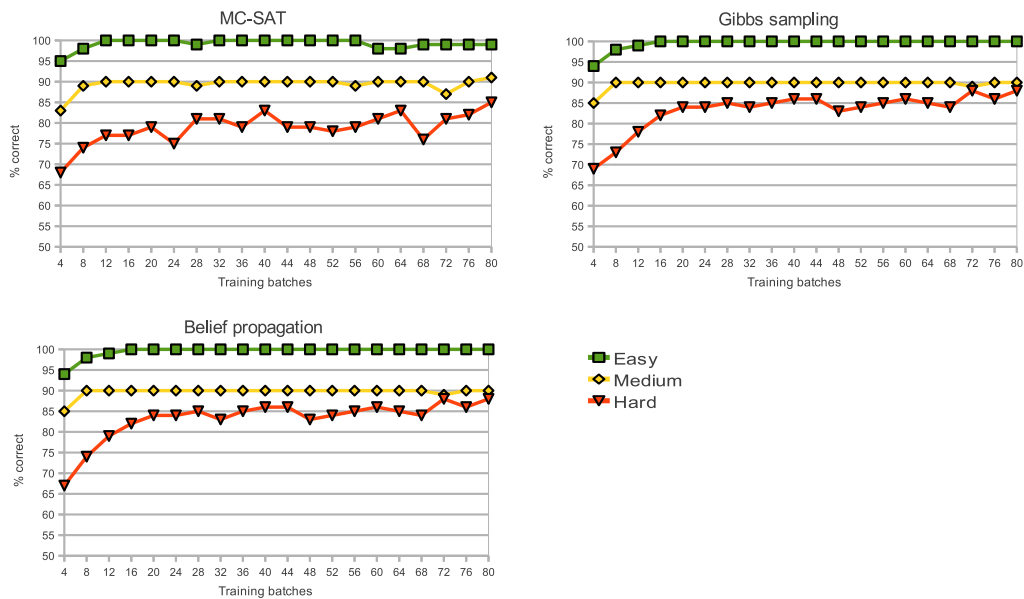 MC-SAT
100
95
90
85
80
75
70
65
60
55
50
% correct
4 8 12 16 20 24 28 32 36 40 44 48 52 56 60 64 68 72 76 80
Training batches
Gibbs sampling
100
95
90
85
80
75
70
65
60
55
50
% correct
4 8 12 16 20 24 28 32 36 40 44 48 52 56 60 64 68 72 76 80
Training batches
Belief propagation
100
95
90
85
80
75
70
65
60
55
50
% correct
4 8 12 16 20 24 28 32 36 40 44 48 52 56 60 64 68 72 76 80
Training batches
Easy
Medium
Hard